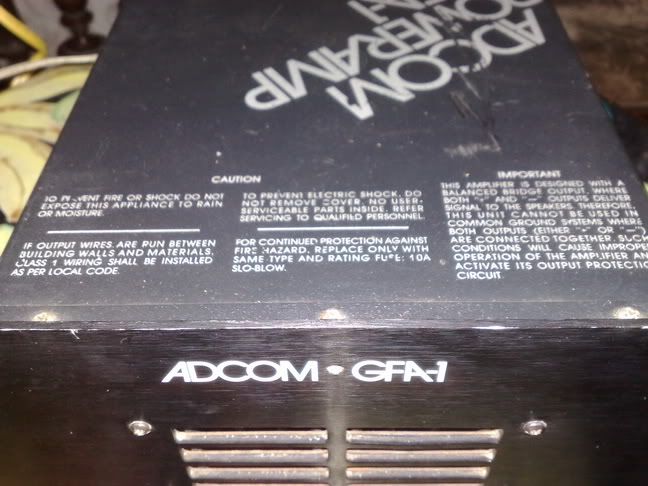 ADCOM
POWERAMP
CAUTION
TO PREVENT FIRE OR SHOCK DO NOT
EXPOSE THIS APPLIANCE TO RAIN
OR MOISTURE.
IF OUTPUT WIRES ARE RUN BETWEEN
BUILDING WALLS AND MATERIALS,
CLASS 1 WIRING SHALL BE INSTALLED
AS PER LOCAL CODE.
TO PREVENT ELECTRIC SHOCK, DO
NOT REMOVE COVER. NO USER-
SERVICEABLE PARTS INSIDE. REFER
SERVICING TO QUALIFIED PERSONNEL.
FOR CONTINUED PROTECTION AGAINST
FIRE HAZARD, REPLACE ONLY WITH
SAME TYPE AND RATING FUSE: 10A
SLO-BLOW.
IMPORTANT
THIS AMPLIFIER IS DESIGNED WITH A
BALANCED BRIDGE OUTPUT, WHERE
BOTH "+" AND "–" OUTPUTS DELIVER
SIGNAL TO THE SPEAKERS. THEREFORE
THIS UNIT CANNOT BE USED IN
COMMON GROUND SYSTEMS WHERE
BOTH OUTPUTS (EITHER "+" OR "–")
ARE CONNECTED TOGETHER. SUCH
CONDITIONS WILL CAUSE IMPROPER
OPERATION OF THE AMPLIFIER AND
ACTIVATE ITS OUTPUT PROTECTION
CIRCUIT
ADCOM • GFA-1